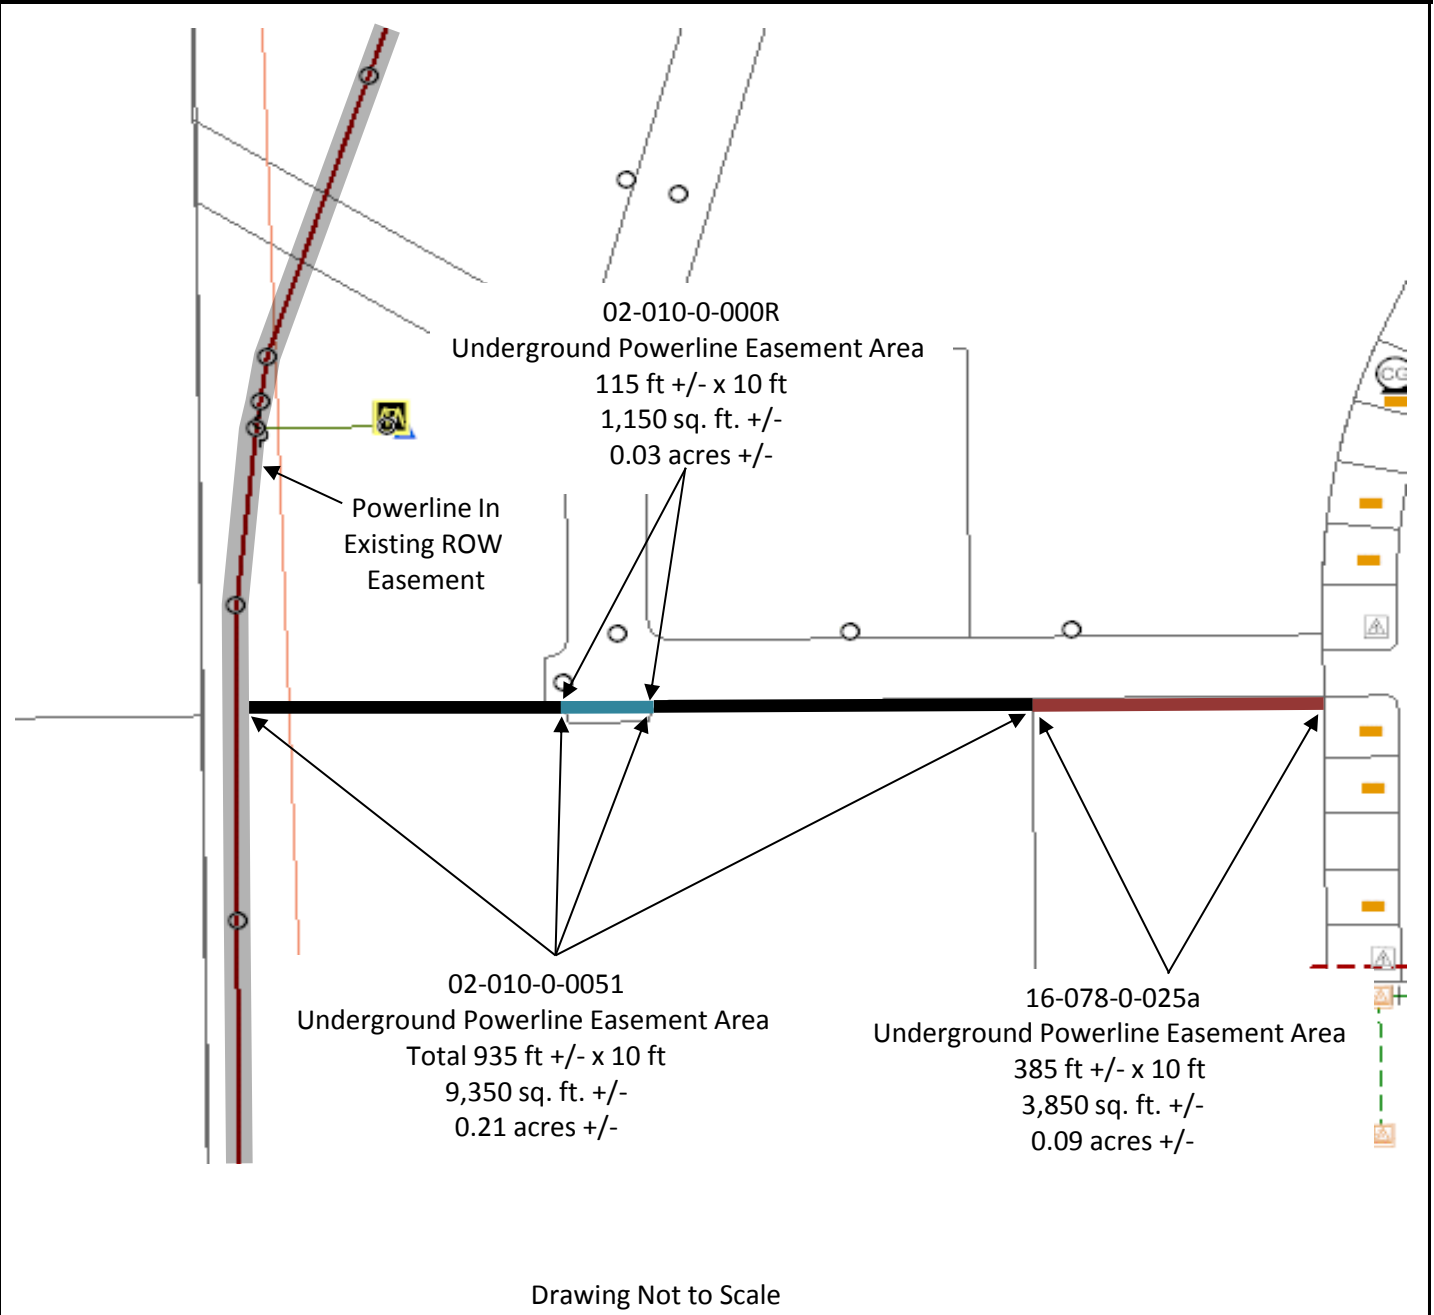 02-010-0-000R
Underground Powerline Easement Area
115 ft +/- x 10 ft
1,150 sq. ft. +/-
0.03 acres +/-
CG
Powerline In
Existing ROW
Easement
02-010-0-0051
Underground Powerline Easement Area
Total 935 ft +/- x 10 ft
9,350 sq. ft. +/-
0.21 acres +/-
16-078-0-025a
Underground Powerline Easement Area
385 ft +/- x 10 ft
3,850 sq. ft. +/-
0.09 acres +/-
Drawing Not to Scale